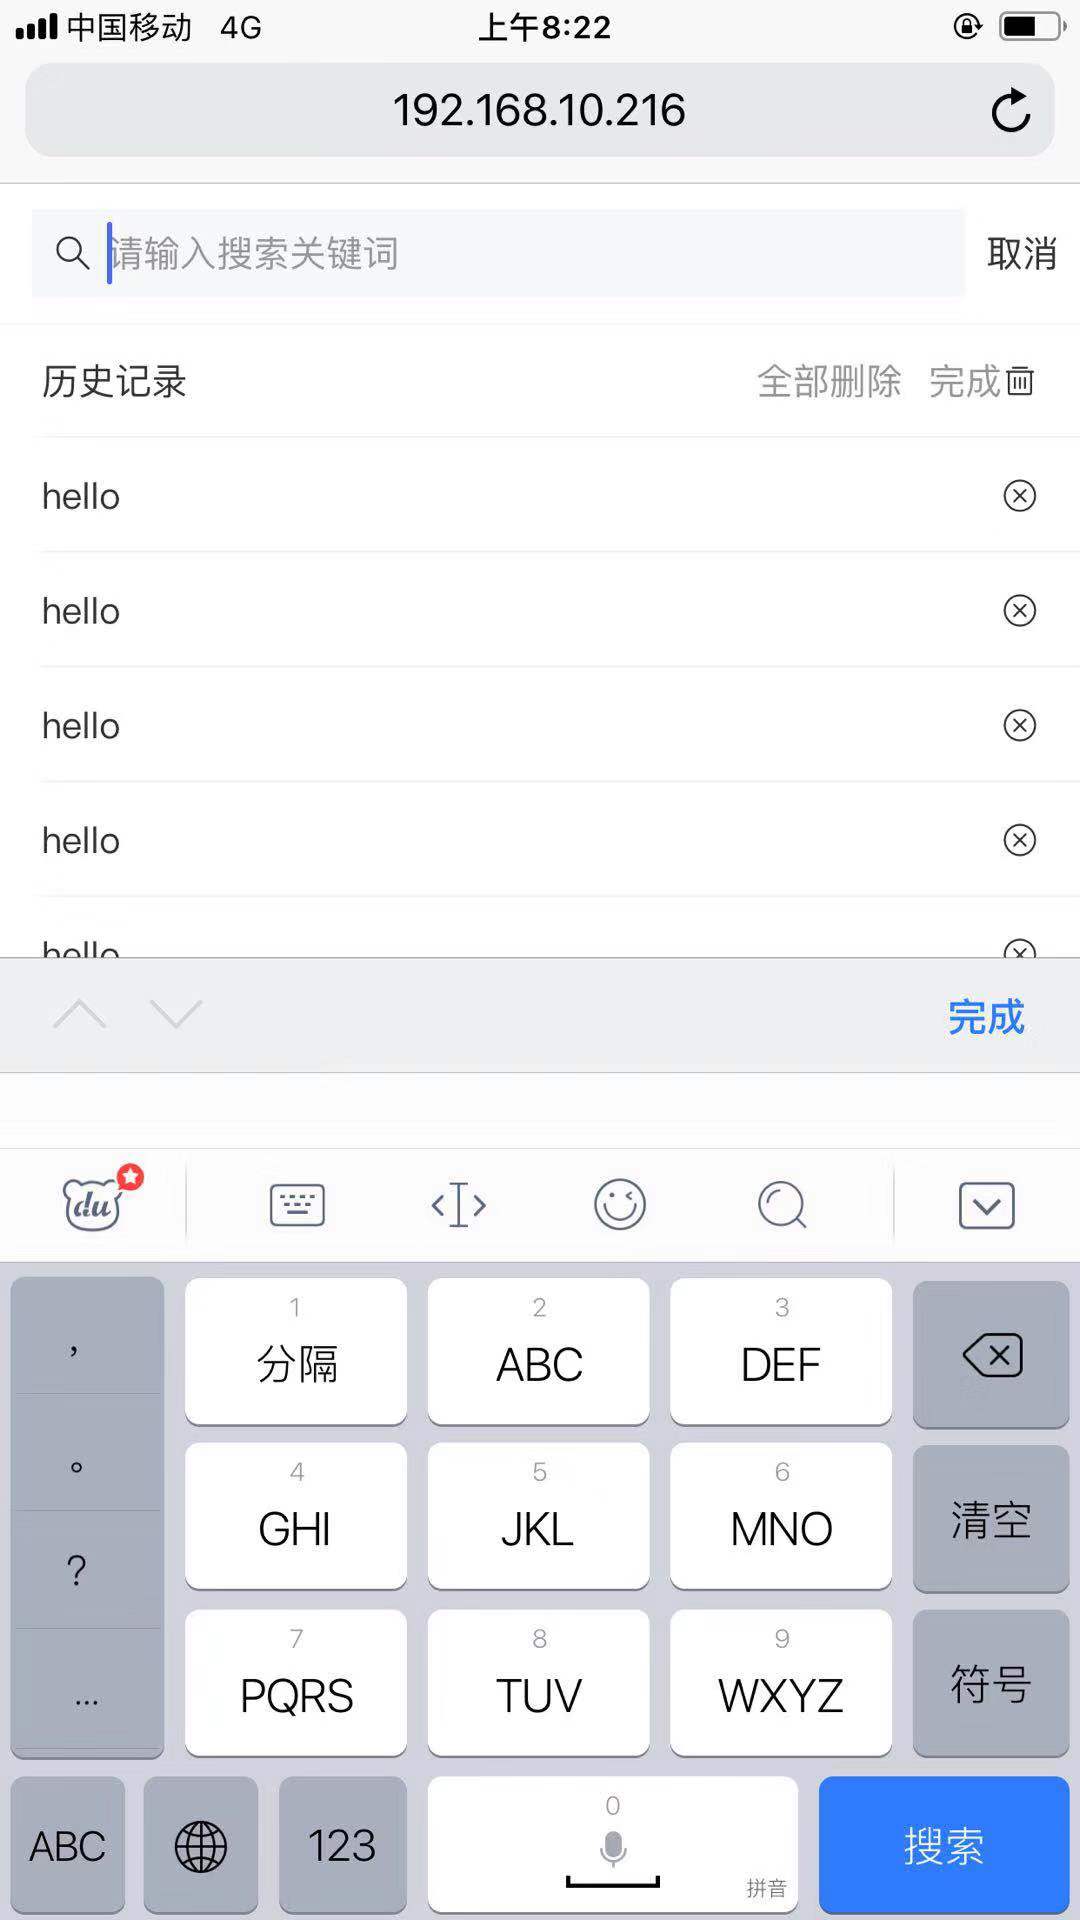 中国移动 4G 上午8:22
192.168.10.216
请输入搜索关键词 取消
历史记录 全部删除 完成
hello
hello
hello
hello
hello
完成
du
, 1 分隔 2 ABC 3 DEF
。 4 GHI 5 JKL 6 MNO 清空
? 7 PQRS 8 TUV 9 WXYZ 符号
...
ABC 123 0 拼音 搜索